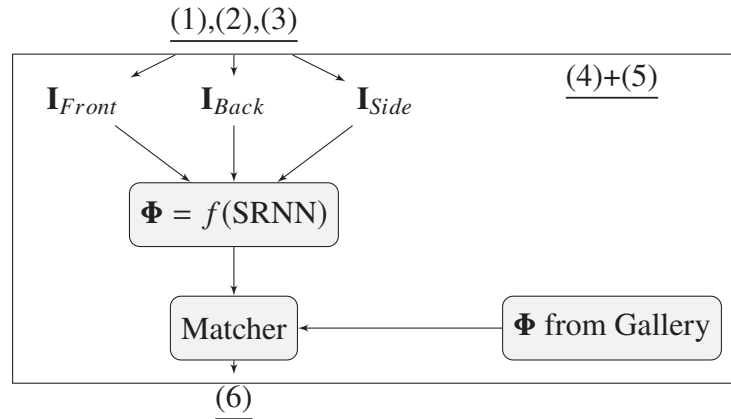 (1),(2),(3)
(4)+(5)
I_Front I_Back I_Side
Φ = f(SRNN)
Matcher
Φ from Gallery
(6)